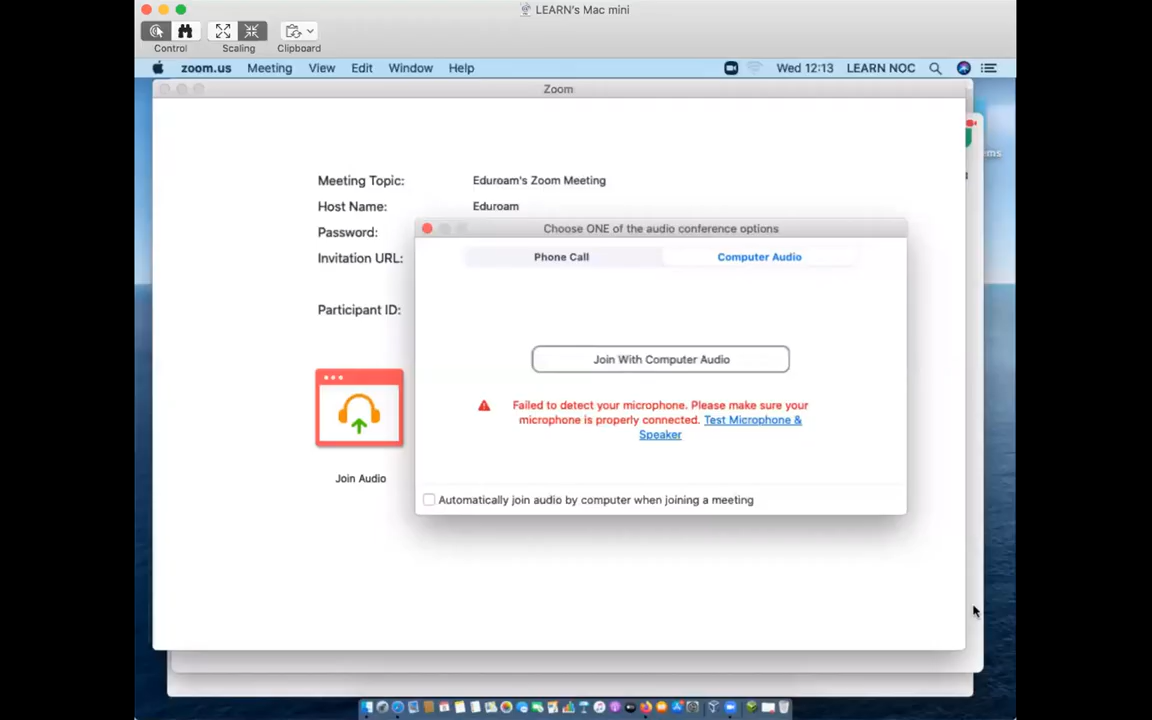 LEARN's Mac mini
Control
Scaling
Clipboard
zoom.us Meeting View Edit Window Help Wed 12:13 LEARN NOC
Zoom
Meeting Topic: Eduroam's Zoom Meeting
Host Name: Eduroam
Password:
Invitation URL:
Participant ID:
Join Audio
Choose ONE of the audio conference options
Phone Call Computer Audio
Join With Computer Audio
Failed to detect your microphone. Please make sure your
microphone is properly connected. Test Microphone &
Speaker
Automatically join audio by computer when joining a meeting
ms